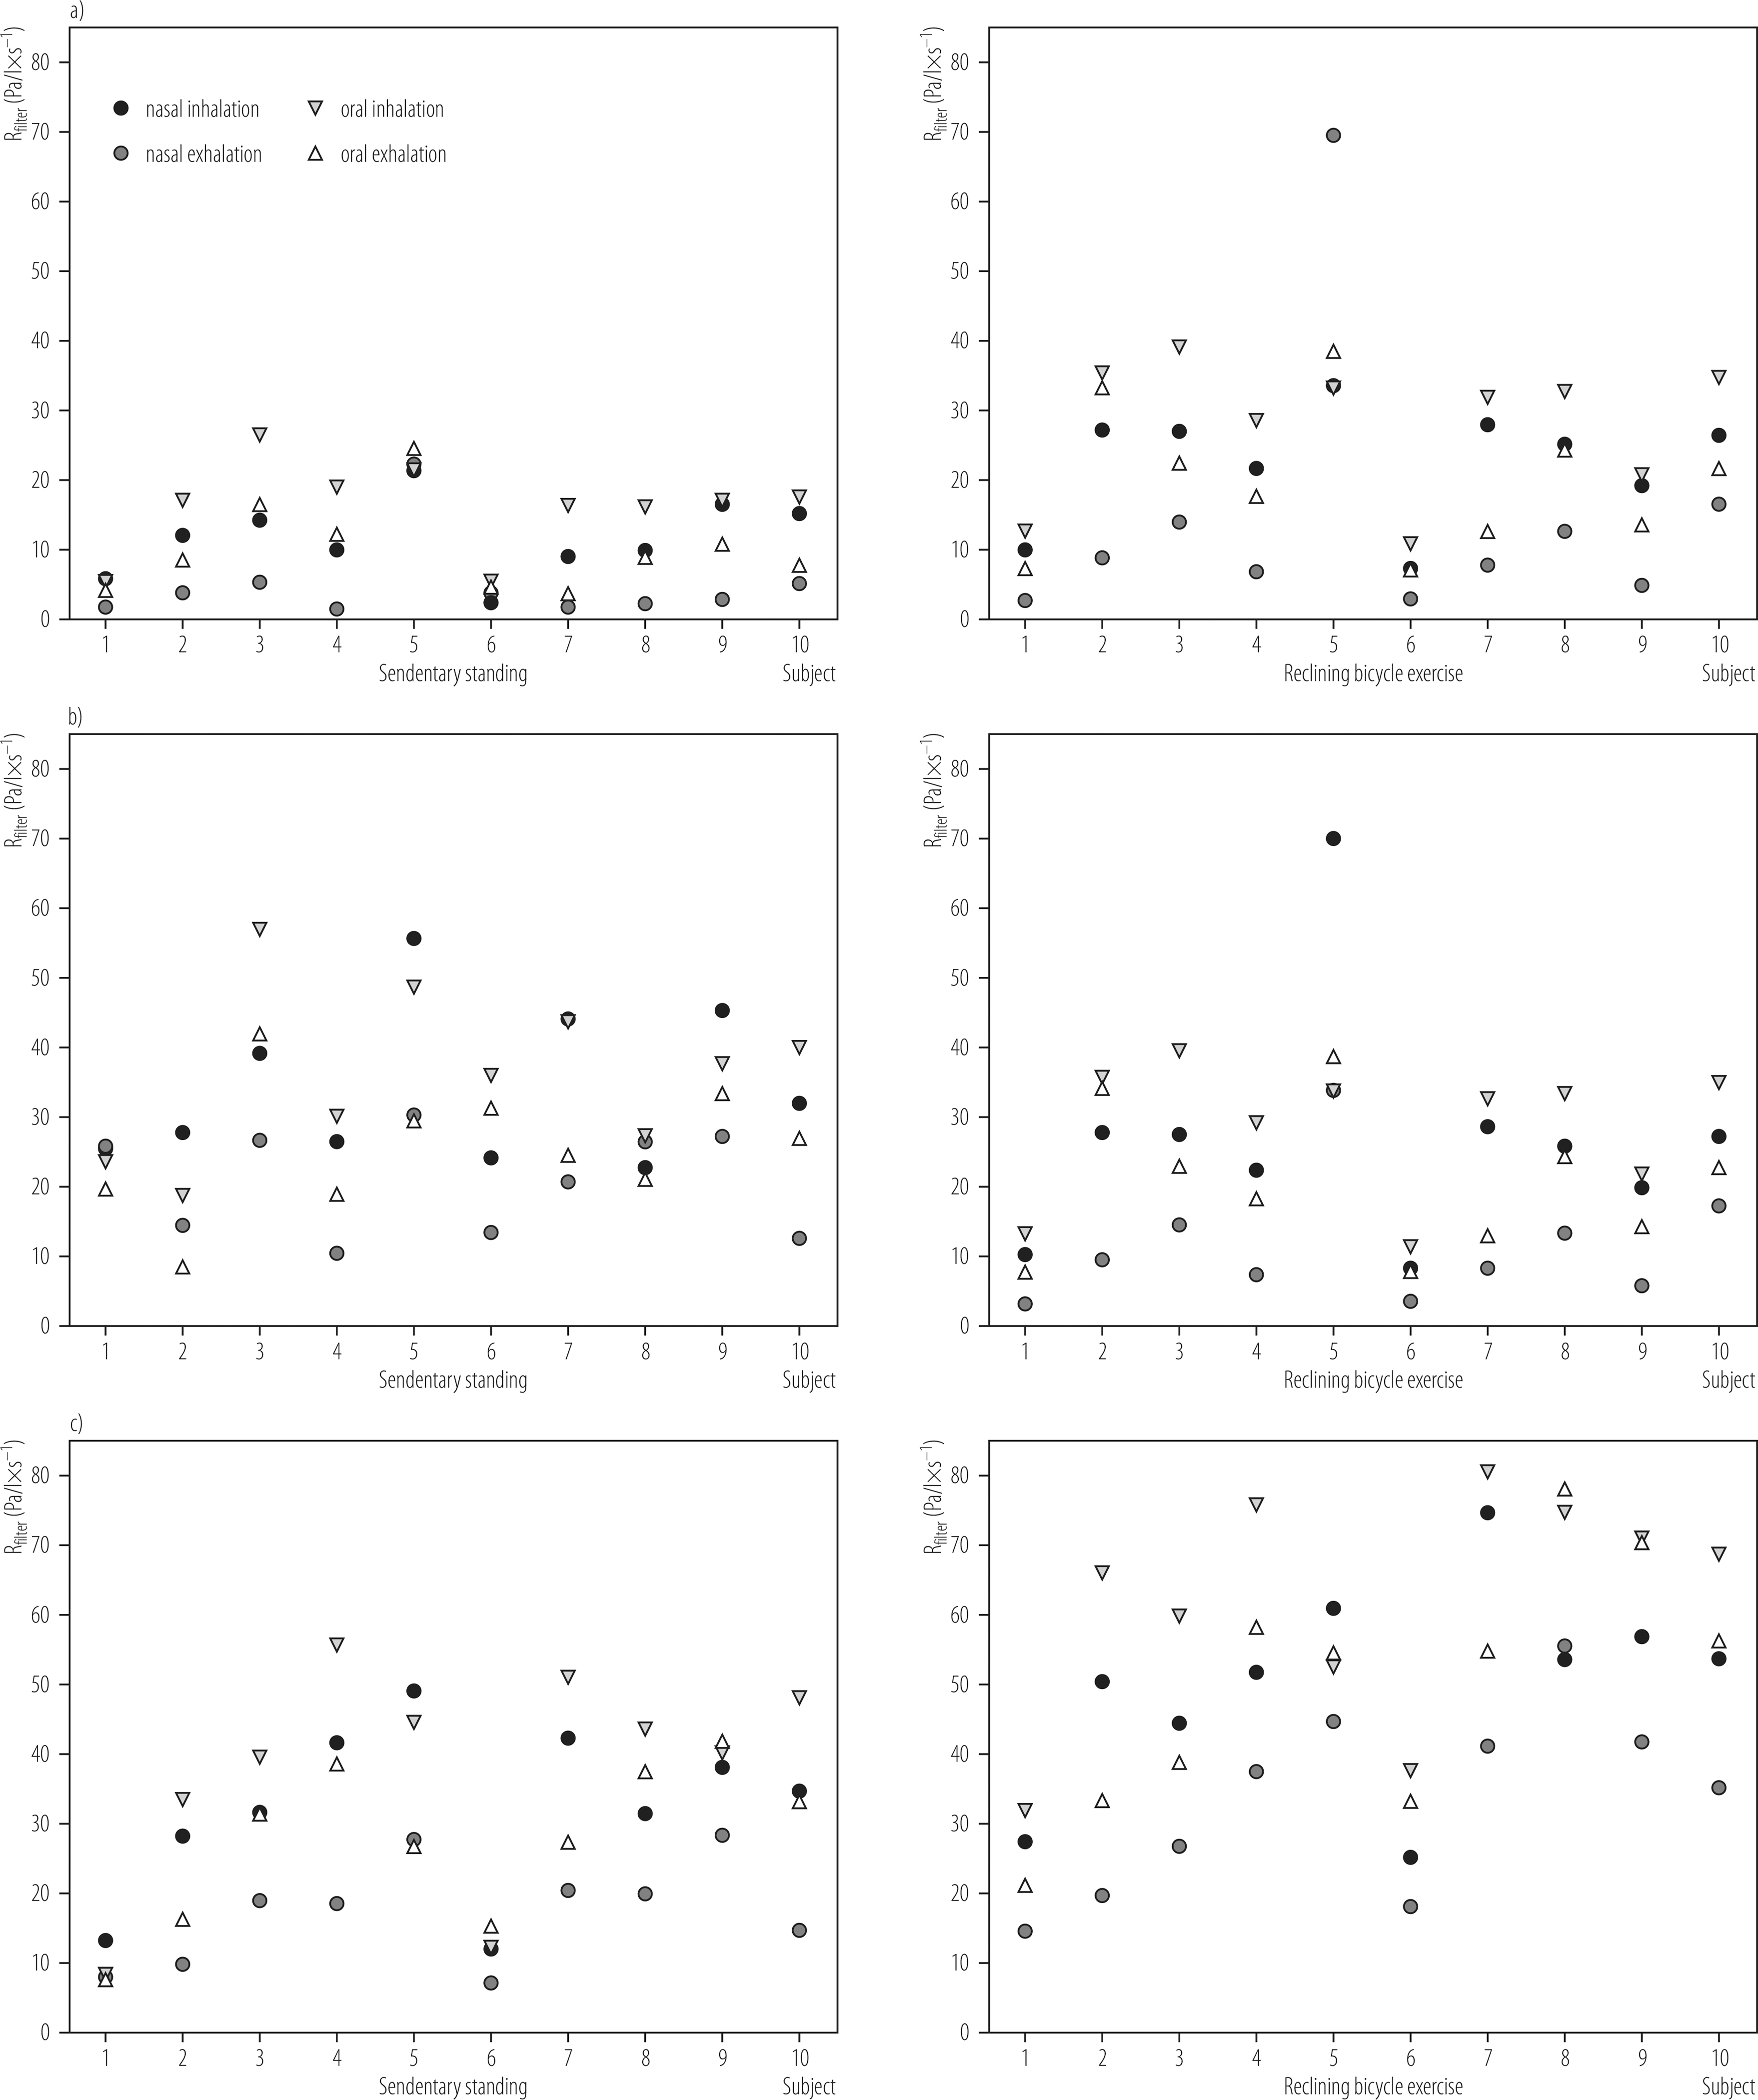 a)
R_filter (Pa/l×s⁻¹)
80
70
60
50
40
30
20
10
0
nasal inhalation
oral inhalation
nasal exhalation
oral exhalation
1 2 3 4 5 6 7 8 9 10
Sendentary standing
Subject
R_filter (Pa/l×s⁻¹)
80
70
60
50
40
30
20
10
0
1 2 3 4 5 6 7 8 9 10
Reclining bicycle exercise
Subject
b)
R_filter (Pa/l×s⁻¹)
80
70
60
50
40
30
20
10
0
1 2 3 4 5 6 7 8 9 10
Sendentary standing
Subject
R_filter (Pa/l×s⁻¹)
80
70
60
50
40
30
20
10
0
1 2 3 4 5 6 7 8 9 10
Reclining bicycle exercise
Subject
c)
R_filter (Pa/l×s⁻¹)
80
70
60
50
40
30
20
10
0
1 2 3 4 5 6 7 8 9 10
Sendentary standing
Subject
R_filter (Pa/l×s⁻¹)
80
70
60
50
40
30
20
10
0
1 2 3 4 5 6 7 8 9 10
Reclining bicycle exercise
Subject